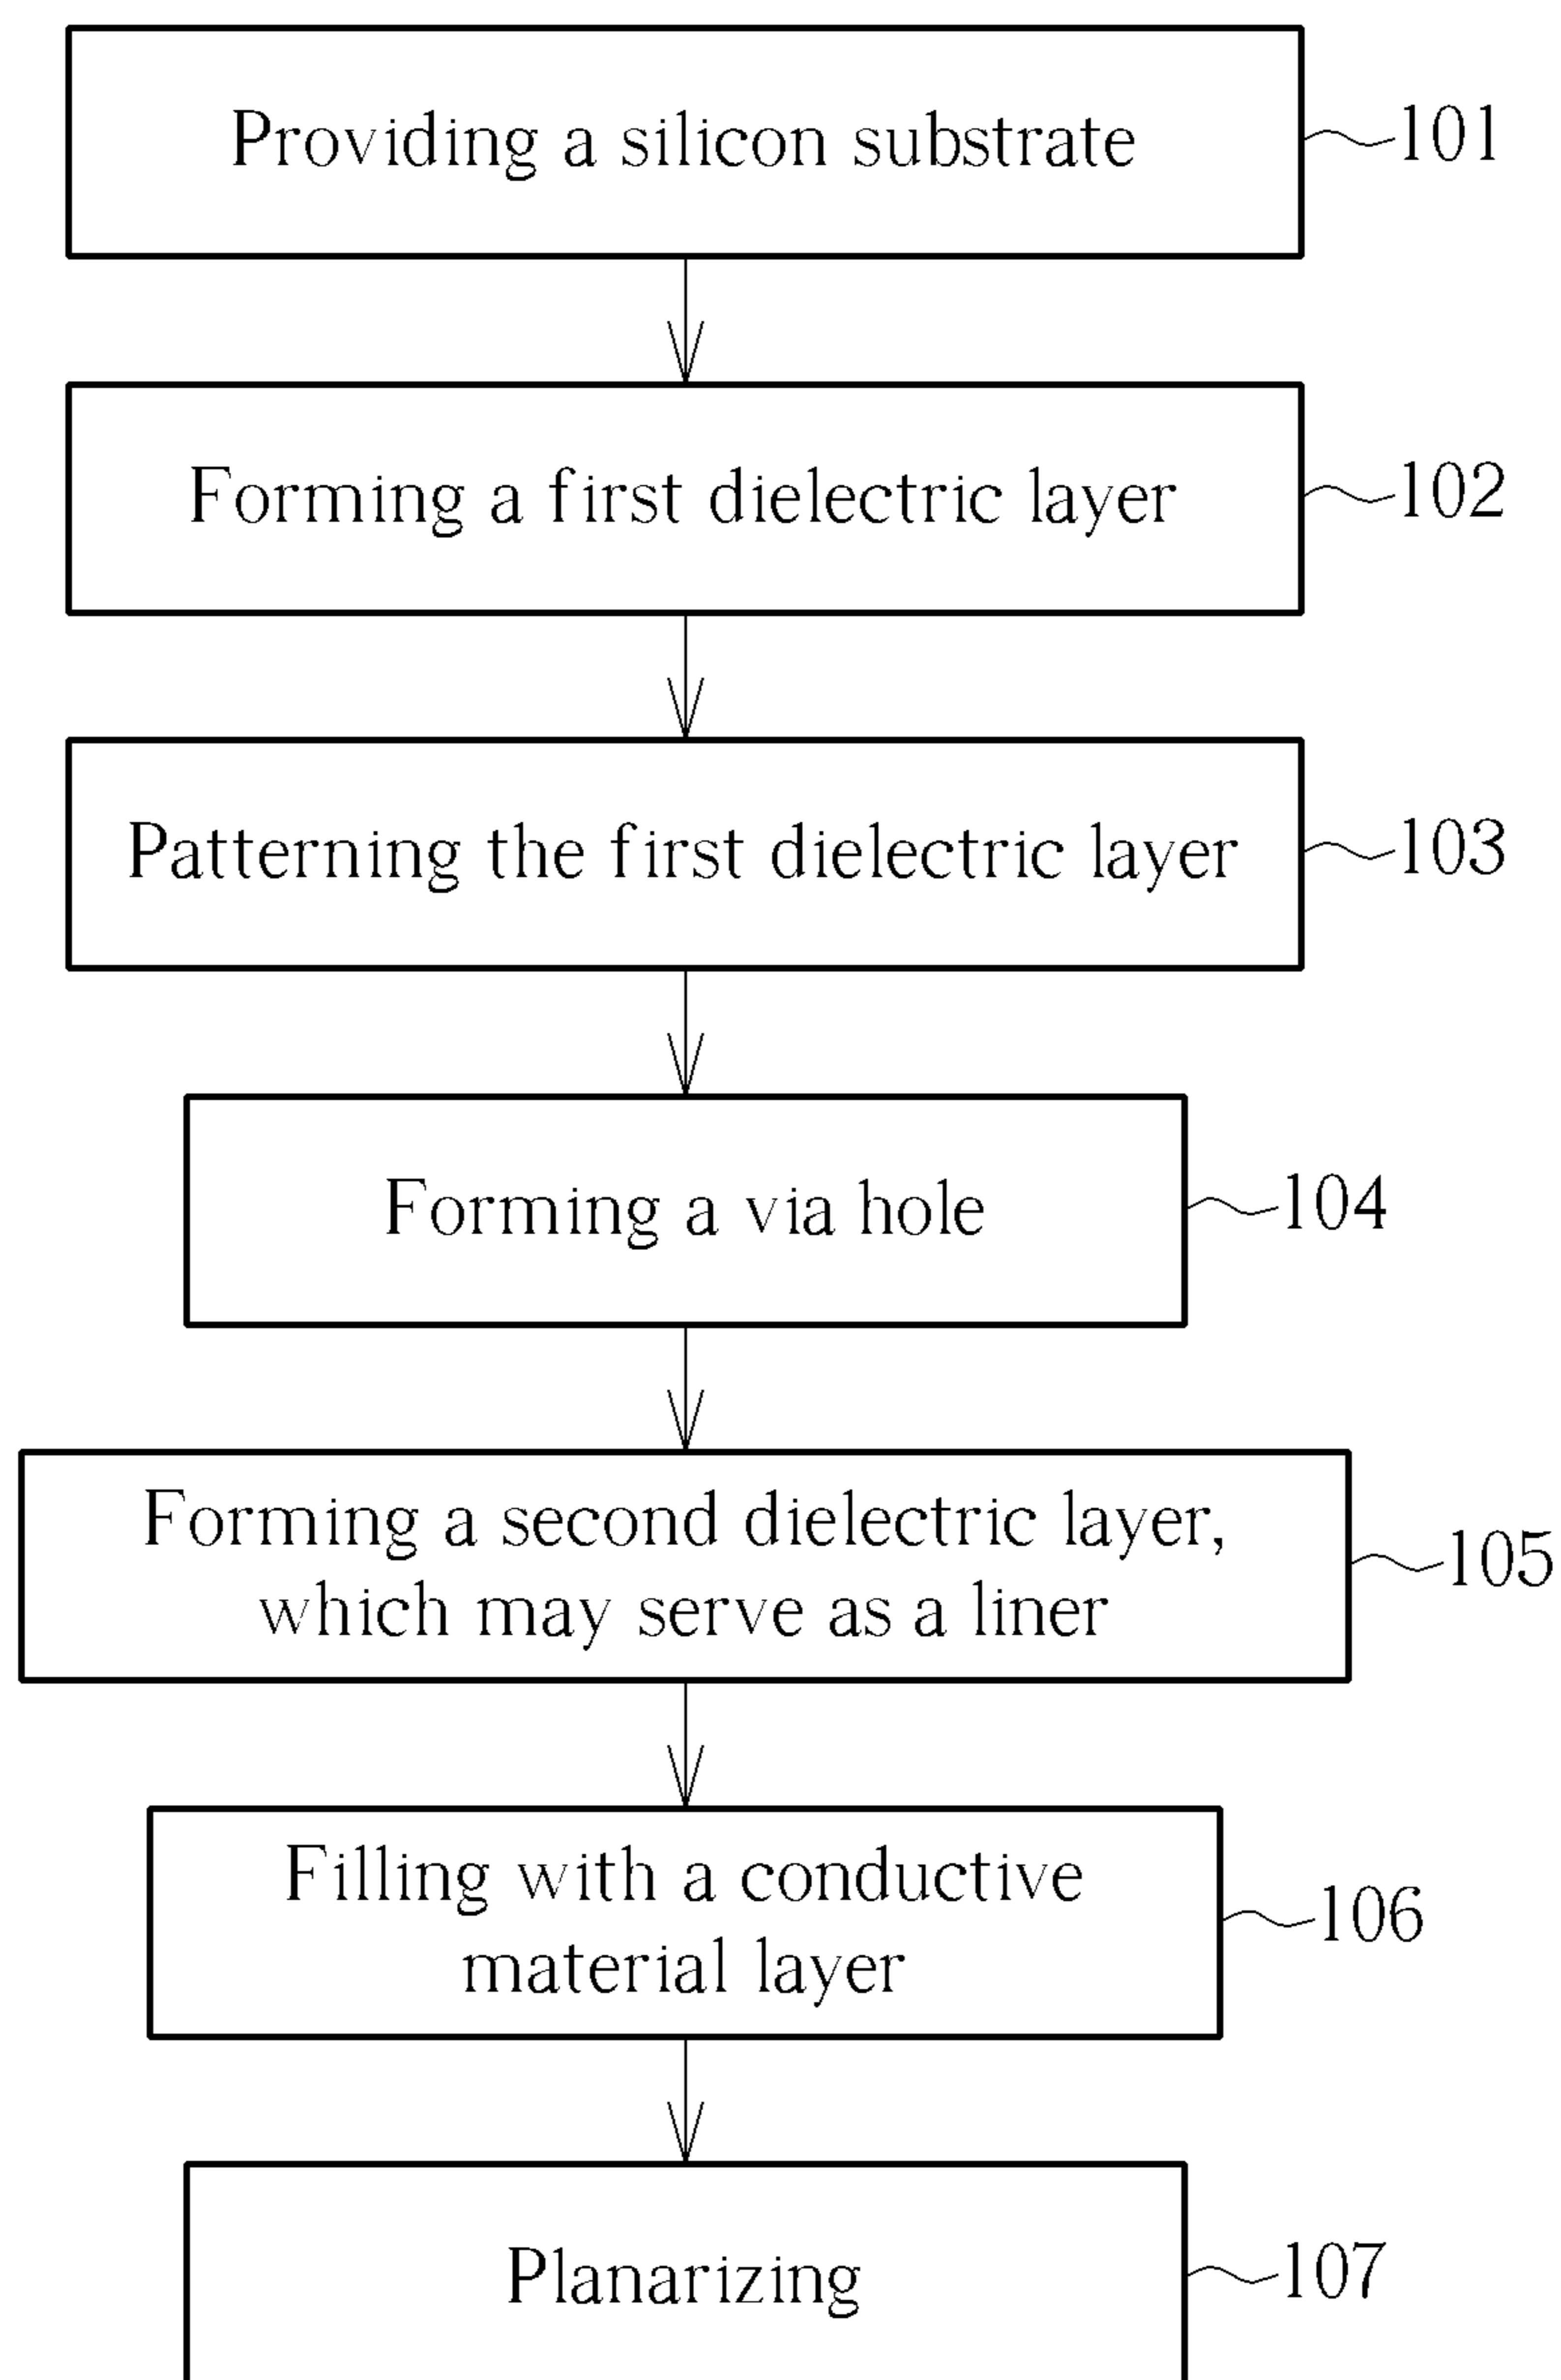 Providing a silicon substrate
101
Forming a first dielectric layer
102
Patterning the first dielectric layer
103
Forming a via hole
104
Forming a second dielectric layer,
which may serve as a liner
105
Filling with a conductive
material layer
106
Planarizing
107